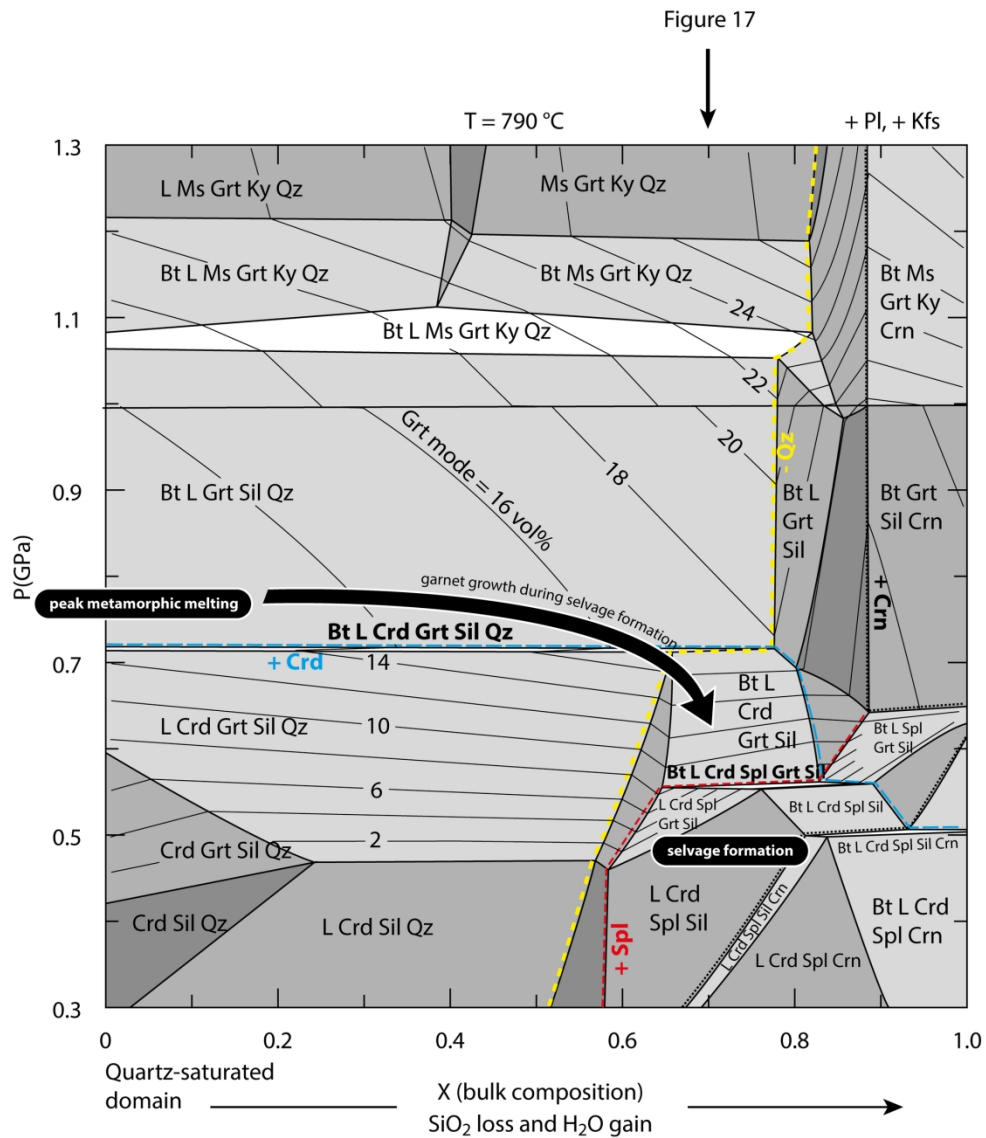 Figure 17
T = 790 °C
+ Pl, + Kfs
1.3
L Ms Grt Ky Qz
Ms Grt Ky Qz
Bt L Ms Grt Ky Qz
Bt Ms Grt Ky Qz
Bt Ms
Grt Ky
Crn
24
1.1
Bt L Ms Grt Ky Qz
22
Grt mode = 16 vol%
18
20
- Qz
0.9
P(GPa)
Bt L Grt Sil Qz
Bt L
Grt
Sil
Bt Grt
Sil Crn
+ Crn
peak metamorphic melting
garnet growth during selvage formation
Bt L Crd Grt Sil Qz
0.7
+ Crd
14
Bt L
Crd
Grt Sil
L Crd Grt Sil Qz
10
Bt L Spl
Grt Sil
Bt L Crd Spl Grt Sil
6
L Crd Spl
Grt Sil
Bt L Crd Spl Sil
0.5
2
Crd Grt Sil Qz
selvage formation
Bt L Crd Spl Sil Crn
Crd Sil Qz
L Crd Sil Qz
+ Spl
L Crd
Spl Sil
L Crd Spl Sil Crn
L Crd Spl Crn
Bt L Crd
Spl Crn
0.3
0
0.2
0.4
0.6
0.8
1.0
Quartz-saturated
domain
X (bulk composition)
SiO₂ loss and H₂O gain